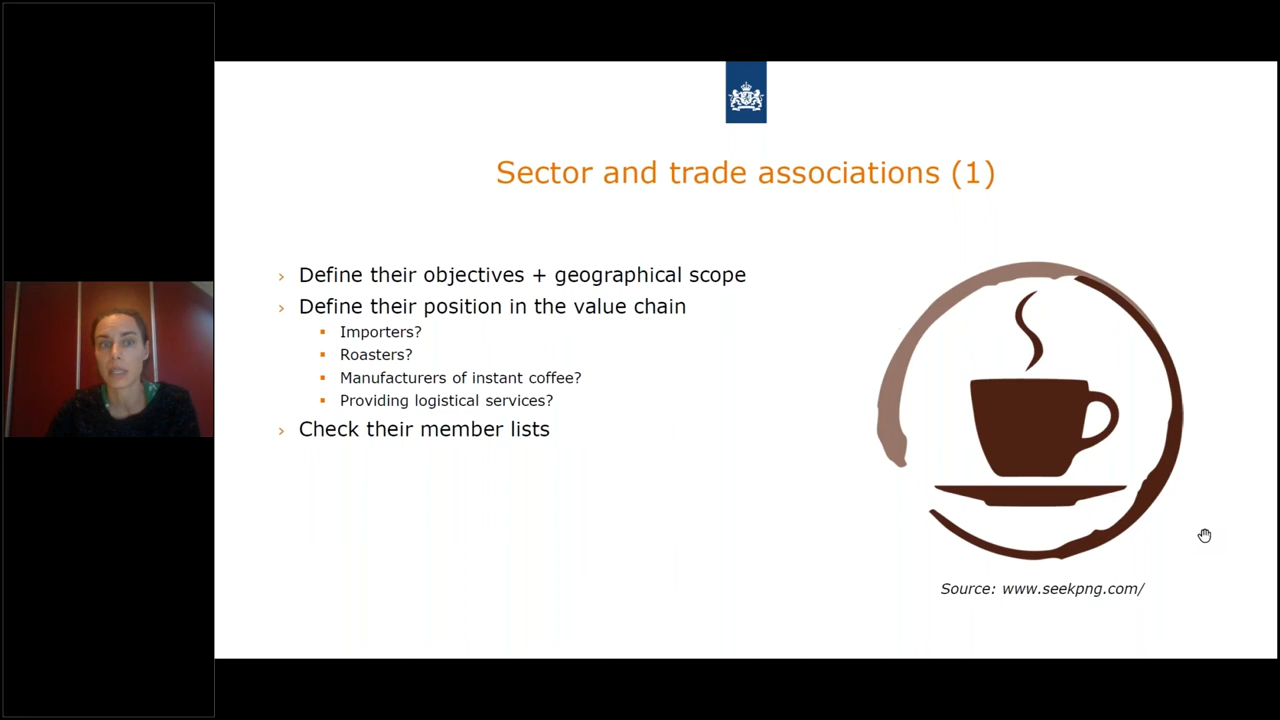 Sector and trade associations (1)
› Define their objectives + geographical scope
› Define their position in the value chain
▪ Importers?
▪ Roasters?
▪ Manufacturers of instant coffee?
▪ Providing logistical services?
› Check their member lists
Source: www.seekpng.com/